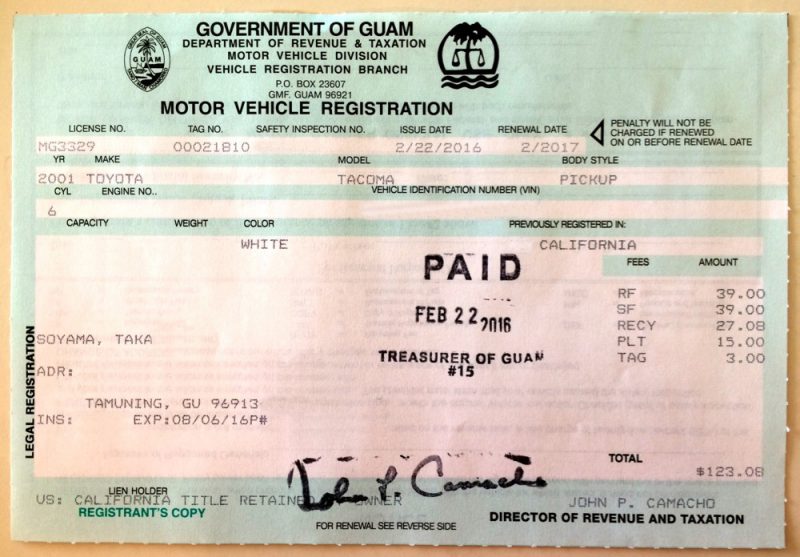 GOVERNMENT OF GUAM
DEPARTMENT OF REVENUE & TAXATION
MOTOR VEHICLE DIVISION
VEHICLE REGISTRATION BRANCH
P.O. BOX 23607
GMF. GUAM 96921
GUAM
MOTOR VEHICLE REGISTRATION
LICENSE NO. TAG NO. SAFETY INSPECTION NO. ISSUE DATE RENEWAL DATE
PENALTY WILL NOT BE
CHARGED IF RENEWED
ON OR BEFORE RENEWAL DATE
MG3329 00021810 2/22/2016 2/2017
YR MAKE MODEL BODY STYLE
2001 TOYOTA TACOMA PICKUP
CYL ENGINE NO.. VEHICLE IDENTIFICATION NUMBER (VIN)
6
CAPACITY WEIGHT COLOR PREVIOUSLY REGISTERED IN:
WHITE CALIFORNIA
PAID
FEB 22 2016
TREASURER OF GUAM
#15
FEES AMOUNT
RF 39.00
SF 39.00
RECY 27.08
PLT 15.00
TAG 3.00
LEGAL REGISTRATION
SOYAMA, TAKA
ADR:
TAMUNING, GU 96913
INS: EXP:08/06/16P#
TOTAL
$123.08
John P. Camacho
LIEN HOLDER
US: CALIFORNIA TITLE RETAINED OWNER JOHN P. CAMACHO
REGISTRANT'S COPY
FOR RENEWAL SEE REVERSE SIDE
DIRECTOR OF REVENUE AND TAXATION